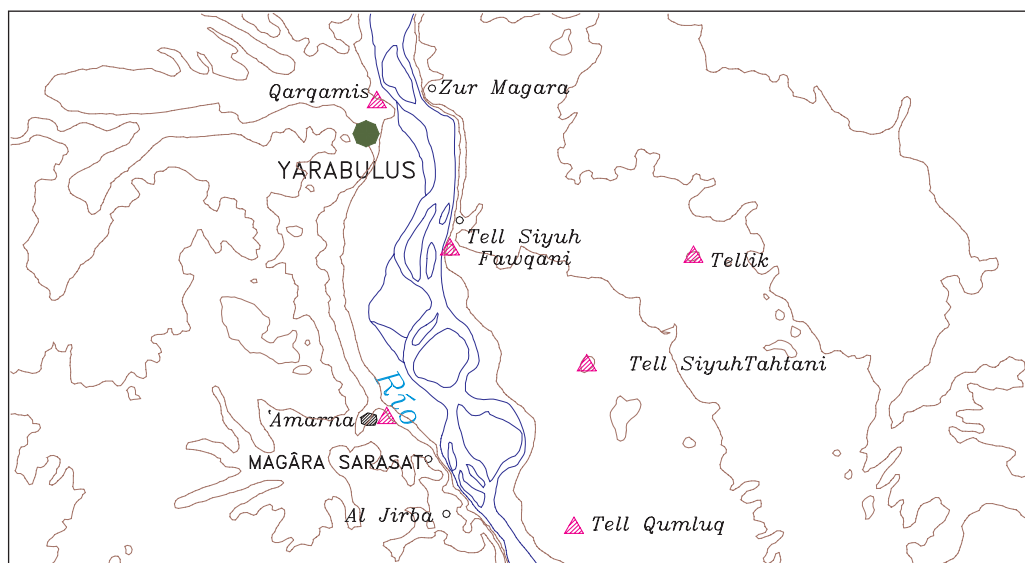 Zur Magara
Qarqamis
YARABULUS
Tell Siyuh
Fawqani
Tellik
Tell SiyuhTahtani
Río
'Amarna
MAGÂRA SARASAT
Al Jirba
Tell Qumluq